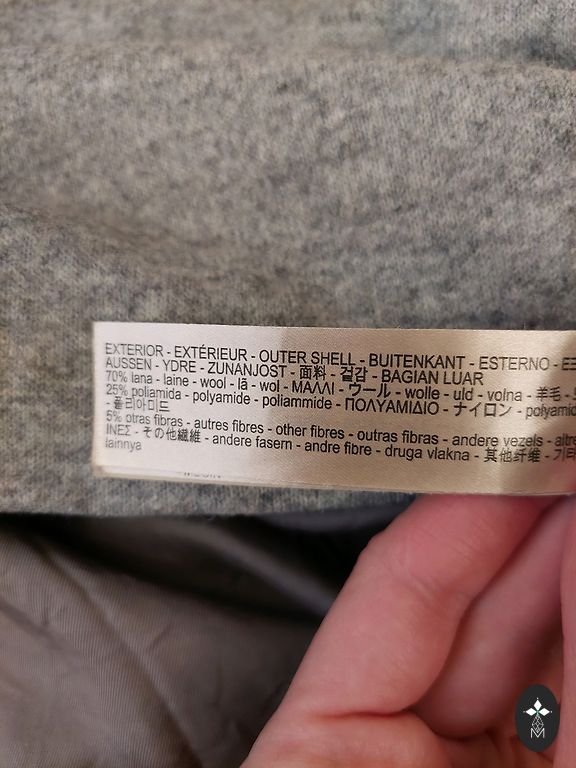 EXTERIOR - EXTÉRIEUR - OUTER SHELL - BUITENKANT - ESTERNO -
AUSSEN - YDRE - ZUNANJOST - 面料 - 겉감 - BAGIAN LUAR
70% lana - laine - wool - lã - wol - ΜΑΛΛΙ - ウール - wolle - uld - volna - 羊毛 -
25% poliamida - polyamide - poliammide - ΠΟΛΥΑΜΙΔΙΟ - ナイロン - polyamid
- 폴리아미드
5% otras fibras - autres fibres - other fibres - outras fibras - andere vezels -
ΙΝΕΣ - その他繊維 - andere fasern - andre fibre - druga vlakna - 其他纤维 -
lainnya
M